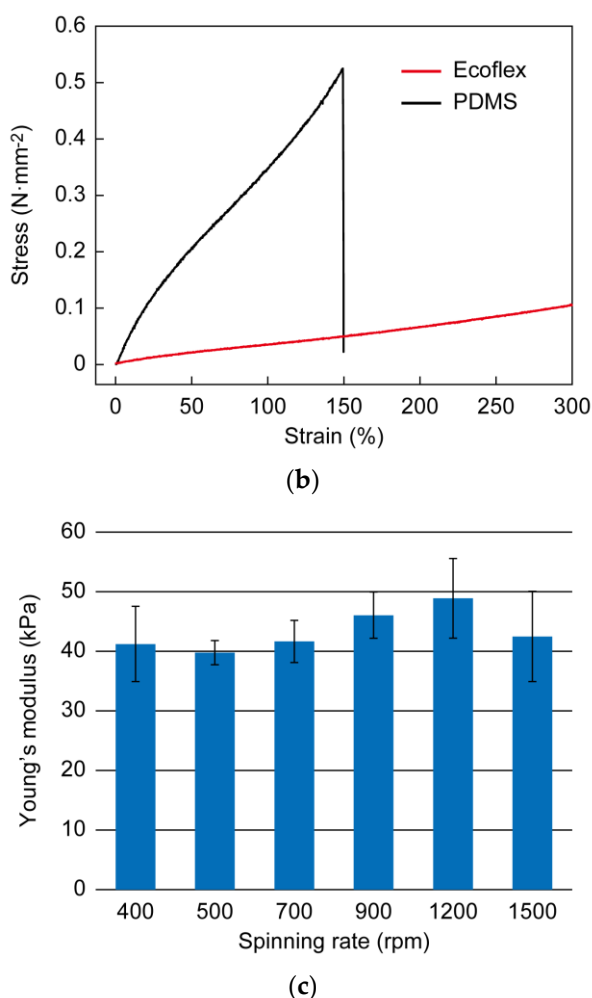 0.6
0.5
0.4
0.3
0.2
0.1
0
Stress (N·mm-2)
Ecoflex
PDMS
0 50 100 150 200 250 300
Strain (%)
(b)
60
50
40
30
20
10
0
Young's modulus (kPa)
400 500 700 900 1200 1500
Spinning rate (rpm)
(c)